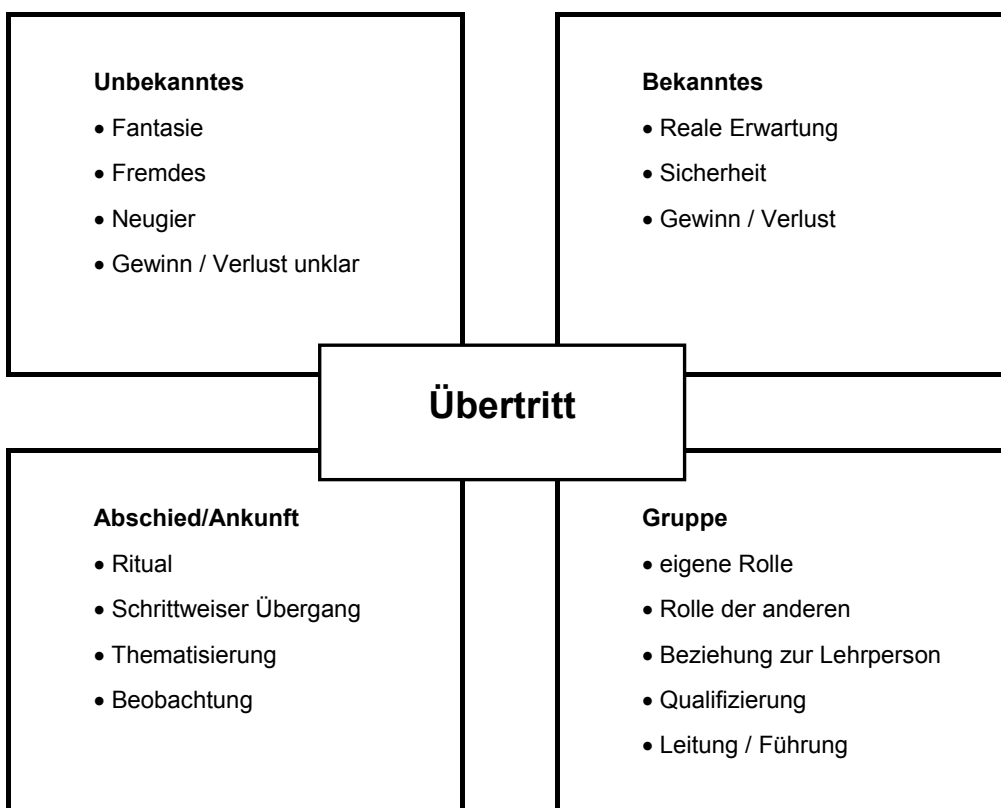 Unbekanntes
• Fantasie
• Fremdes
• Neugier
• Gewinn / Verlust unklar
Bekanntes
• Reale Erwartung
• Sicherheit
• Gewinn / Verlust
Übertritt
Abschied/Ankunft
• Ritual
• Schrittweiser Übergang
• Thematisierung
• Beobachtung
Gruppe
• eigene Rolle
• Rolle der anderen
• Beziehung zur Lehrperson
• Qualifizierung
• Leitung / Führung